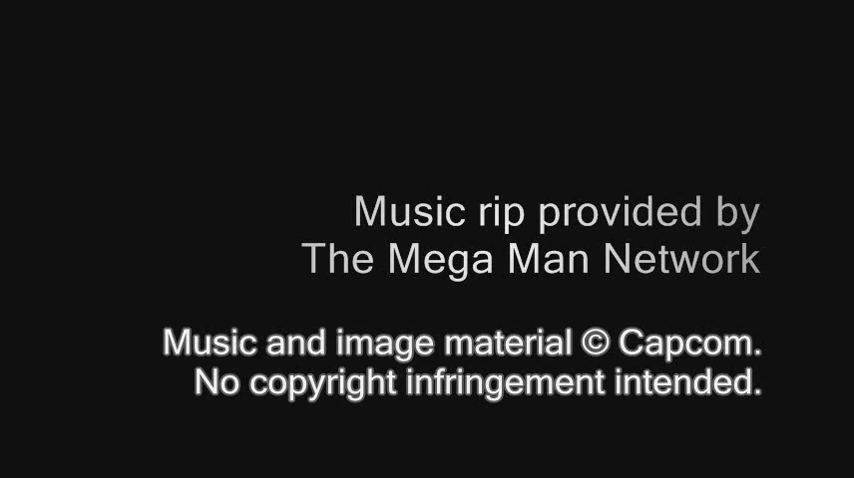 Music rip provided by
The Mega Man Network
Music and image material © Capcom.
No copyright infringement intended.